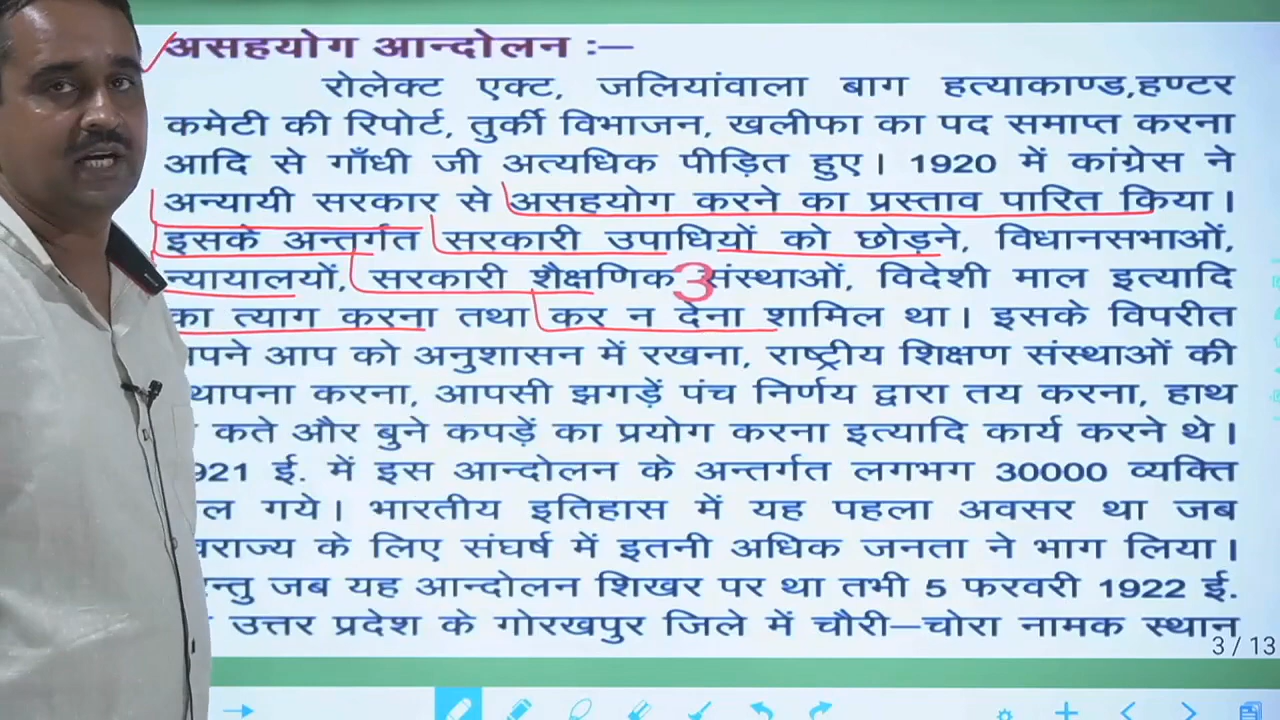 असहयोग आन्दोलन :–
रोलेक्ट एक्ट, जलियांवाला बाग हत्याकाण्ड,हण्टर
कमेटी की रिपोर्ट, तुर्की विभाजन, खलीफा का पद समाप्त करना
आदि से गाँधी जी अत्यधिक पीड़ित हुए। 1920 में कांग्रेस ने
अन्यायी सरकार से असहयोग करने का प्रस्ताव पारित किया।
इसके अन्तर्गत सरकारी उपाधियों को छोड़ने, विधानसभाओं,
न्यायालयों, सरकारी शैक्षणिक संस्थाओं, विदेशी माल इत्यादि
का त्याग करना तथा कर न देना शामिल था। इसके विपरीत
आप को अनुशासन में रखना, राष्ट्रीय शिक्षण संस्थाओं की
करना, आपसी झगड़ें पंच निर्णय द्वारा तय करना, हाथ
कते और बुने कपड़ें का प्रयोग करना इत्यादि कार्य करने थे।
ई. में इस आन्दोलन के अन्तर्गत लगभग 30000 व्यक्ति
गये। भारतीय इतिहास में यह पहला अवसर था जब
के लिए संघर्ष में इतनी अधिक जनता ने भाग लिया।
जब यह आन्दोलन शिखर पर था तभी 5 फरवरी 1922 ई.
उत्तर प्रदेश के गोरखपुर जिले में चौरी–चोरा नामक स्थान
3 / 13